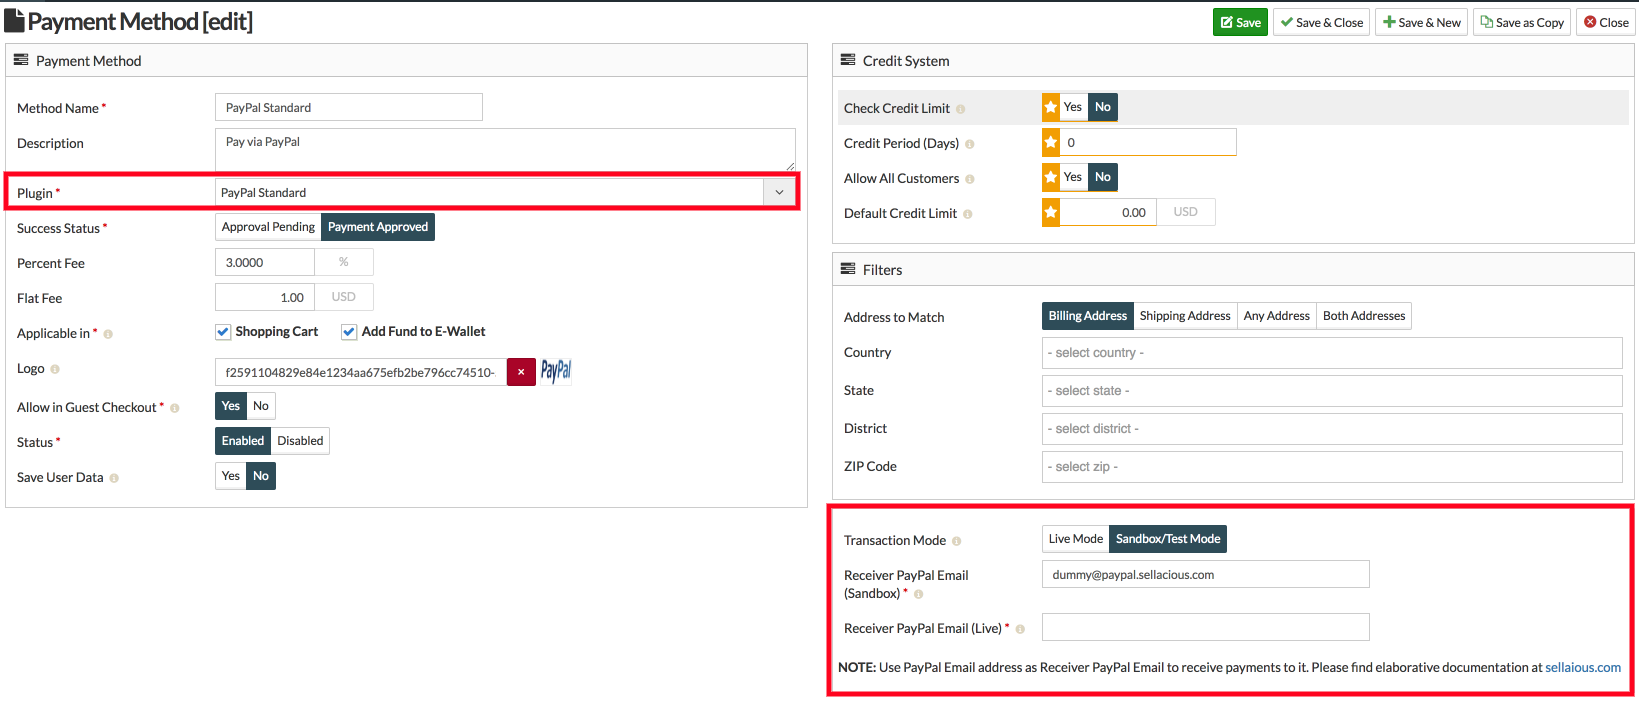 Payment Method [edit]
Save
Save & Close
Save & New
Save as Copy
Close
Payment Method
Method Name *
PayPal Standard
Description
Pay via PayPal
Plugin *
PayPal Standard
Success Status *
Approval Pending
Payment Approved
Percent Fee
3.0000
%
Flat Fee
1.00
USD
Applicable in *
Shopping Cart
Add Fund to E-Wallet
Logo
f2591104829e84e1234aa675efb2be796cc74510-
PayPal
Allow in Guest Checkout *
Yes
No
Status *
Enabled
Disabled
Save User Data
Yes
No
Credit System
Check Credit Limit
Yes
No
Credit Period (Days)
0
Allow All Customers
Yes
No
Default Credit Limit
0.00
USD
Filters
Address to Match
Billing Address
Shipping Address
Any Address
Both Addresses
Country
- select country -
State
- select state -
District
- select district -
ZIP Code
- select zip -
Transaction Mode
Live Mode
Sandbox/Test Mode
Receiver PayPal Email
(Sandbox) *
dummy@paypal.sellacious.com
Receiver PayPal Email (Live) *
NOTE: Use PayPal Email address as Receiver PayPal Email to receive payments to it. Please find elaborative documentation at sellaious.com